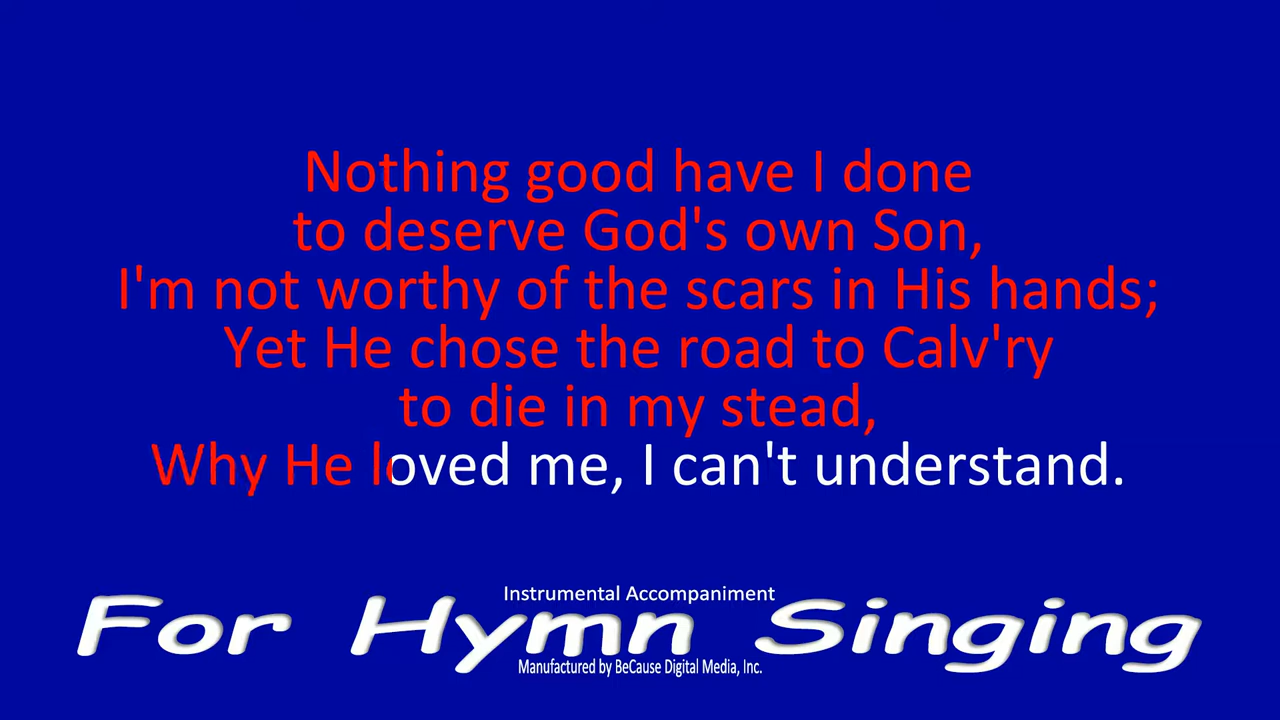 Nothing good have I done
to deserve God's own Son,
I'm not worthy of the scars in His hands;
Yet He chose the road to Calv'ry
to die in my stead,
Why He loved me, I can't understand.
Instrumental Accompaniment
For Hymn Singing
Manufactured by BeCause Digital Media, Inc.